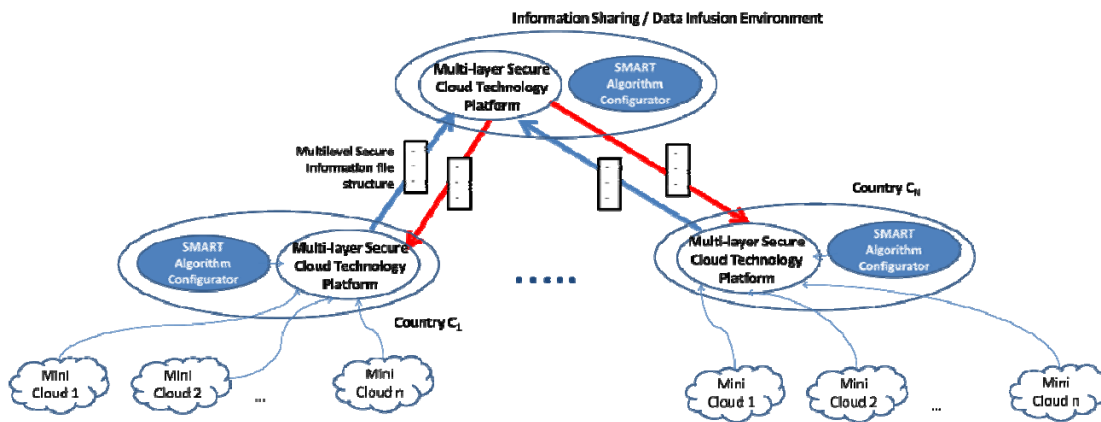 Information Sharing / Data Infusion Environment
Multi-layer Secure
Cloud Technology
Platform
SMART
Algorithm
Configurator
Multilevel Secure
Information file
structure
Country C_N
SMART
Algorithm
Configurator
Multi-layer Secure
Cloud Technology
Platform
Multi-layer Secure
Cloud Technology
Platform
SMART
Algorithm
Configurator
Country C_1
Mini
Cloud 1
Mini
Cloud 2
...
Mini
Cloud n
Mini
Cloud 1
Mini
Cloud 2
...
Mini
Cloud n